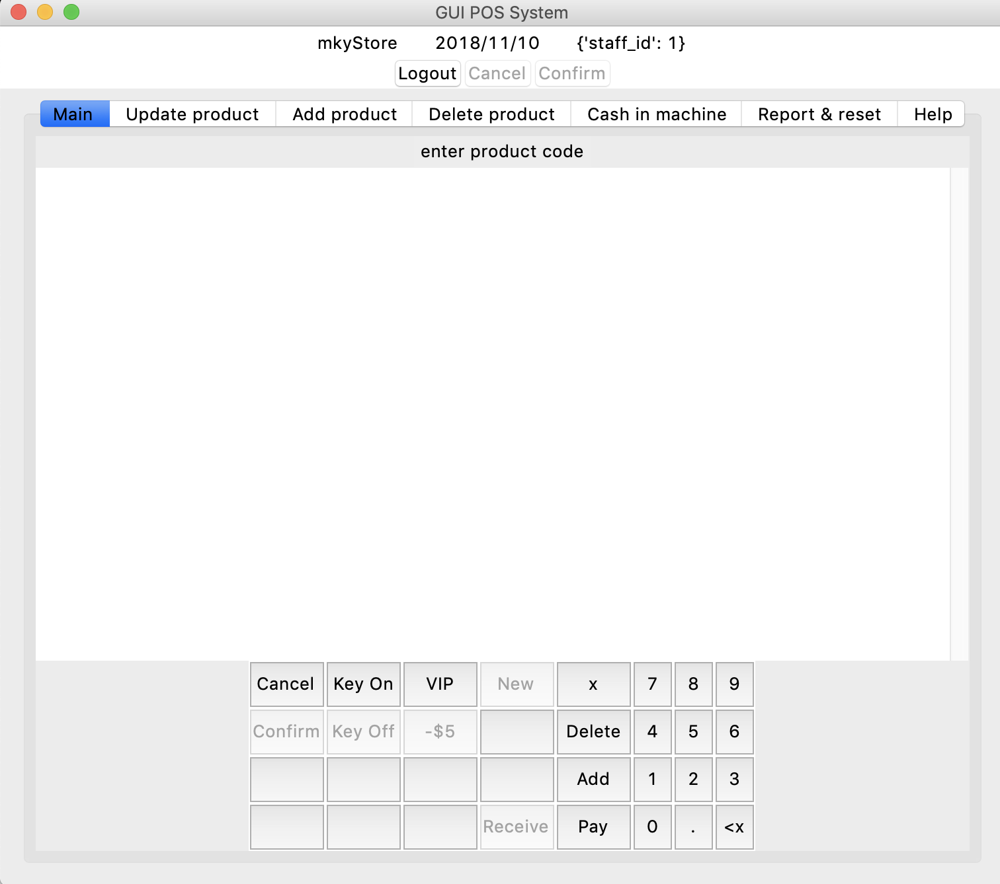 GUI POS System
mkyStore 2018/11/10 {'staff_id': 1}
Logout Cancel Confirm
Main Update product Add product Delete product Cash in machine Report & reset Help
enter product code
Cancel Key On VIP New x 7 8 9
Confirm Key Off -$5 Delete 4 5 6
Add 1 2 3
Receive Pay 0 . <x